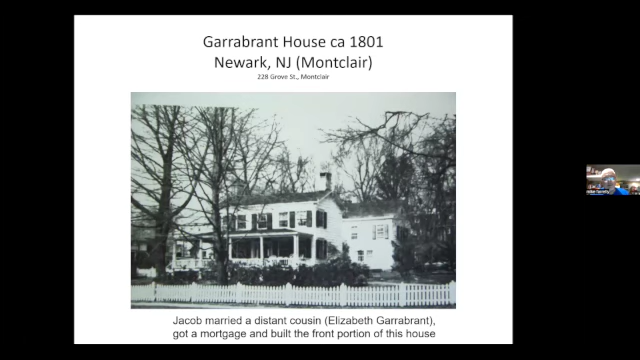 Garrabrant House ca 1801
Newark, NJ (Montclair)
228 Grove St., Montclair
Jacob married a distant cousin (Elizabeth Garrabrant),
got a mortgage and built the front portion of this house